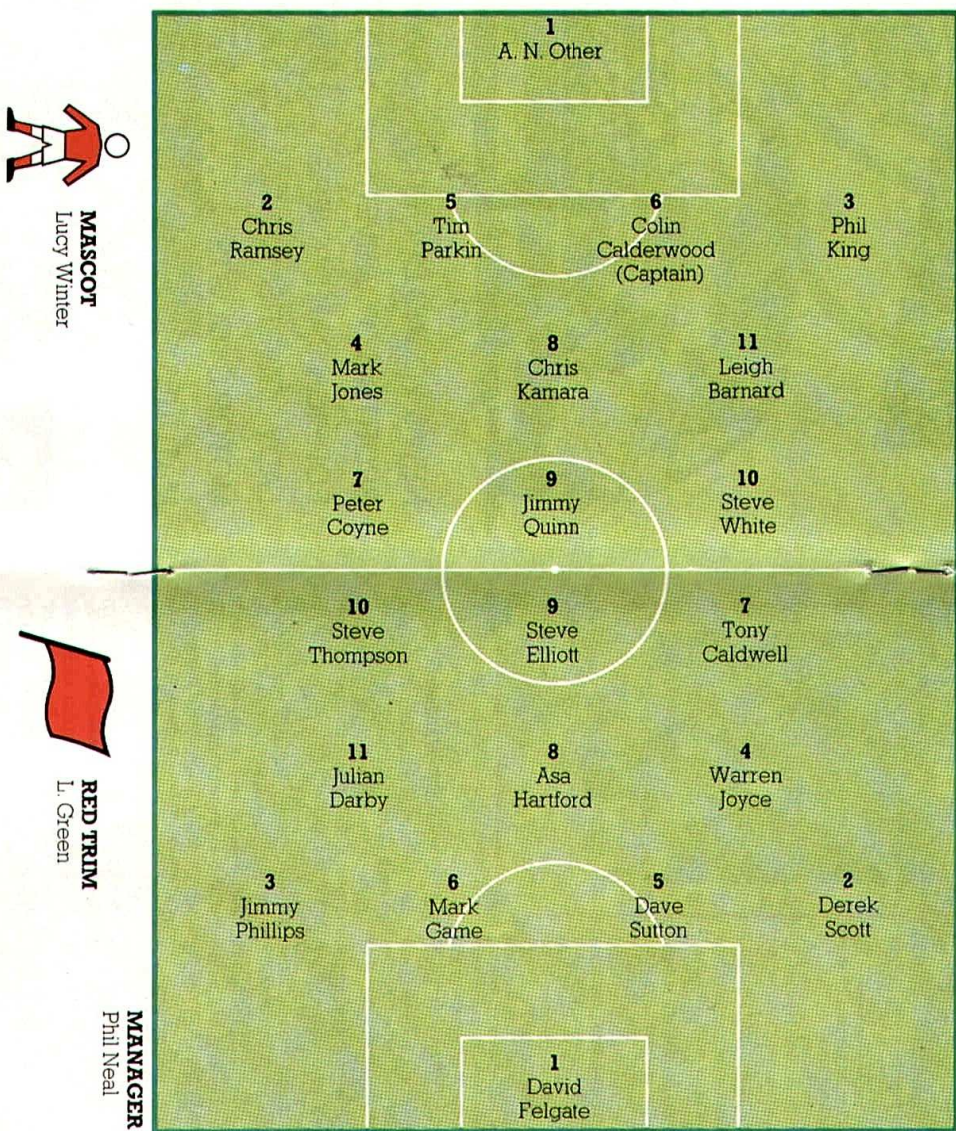 1
A. N. Other
2
Chris
Ramsey
5
Tim
Parkin
6
Colin
Calderwood
(Captain)
3
Phil
King
4
Mark
Jones
8
Chris
Kamara
11
Leigh
Barnard
7
Peter
Coyne
9
Jimmy
Quinn
10
Steve
White
10
Steve
Thompson
9
Steve
Elliott
7
Tony
Caldwell
11
Julian
Darby
8
Asa
Hartford
4
Warren
Joyce
3
Jimmy
Phillips
6
Mark
Game
5
Dave
Sutton
2
Derek
Scott
1
David
Felgate
MASCOT
Lucy Winter
RED TRIM
L. Green
MANAGER
Phil Neal